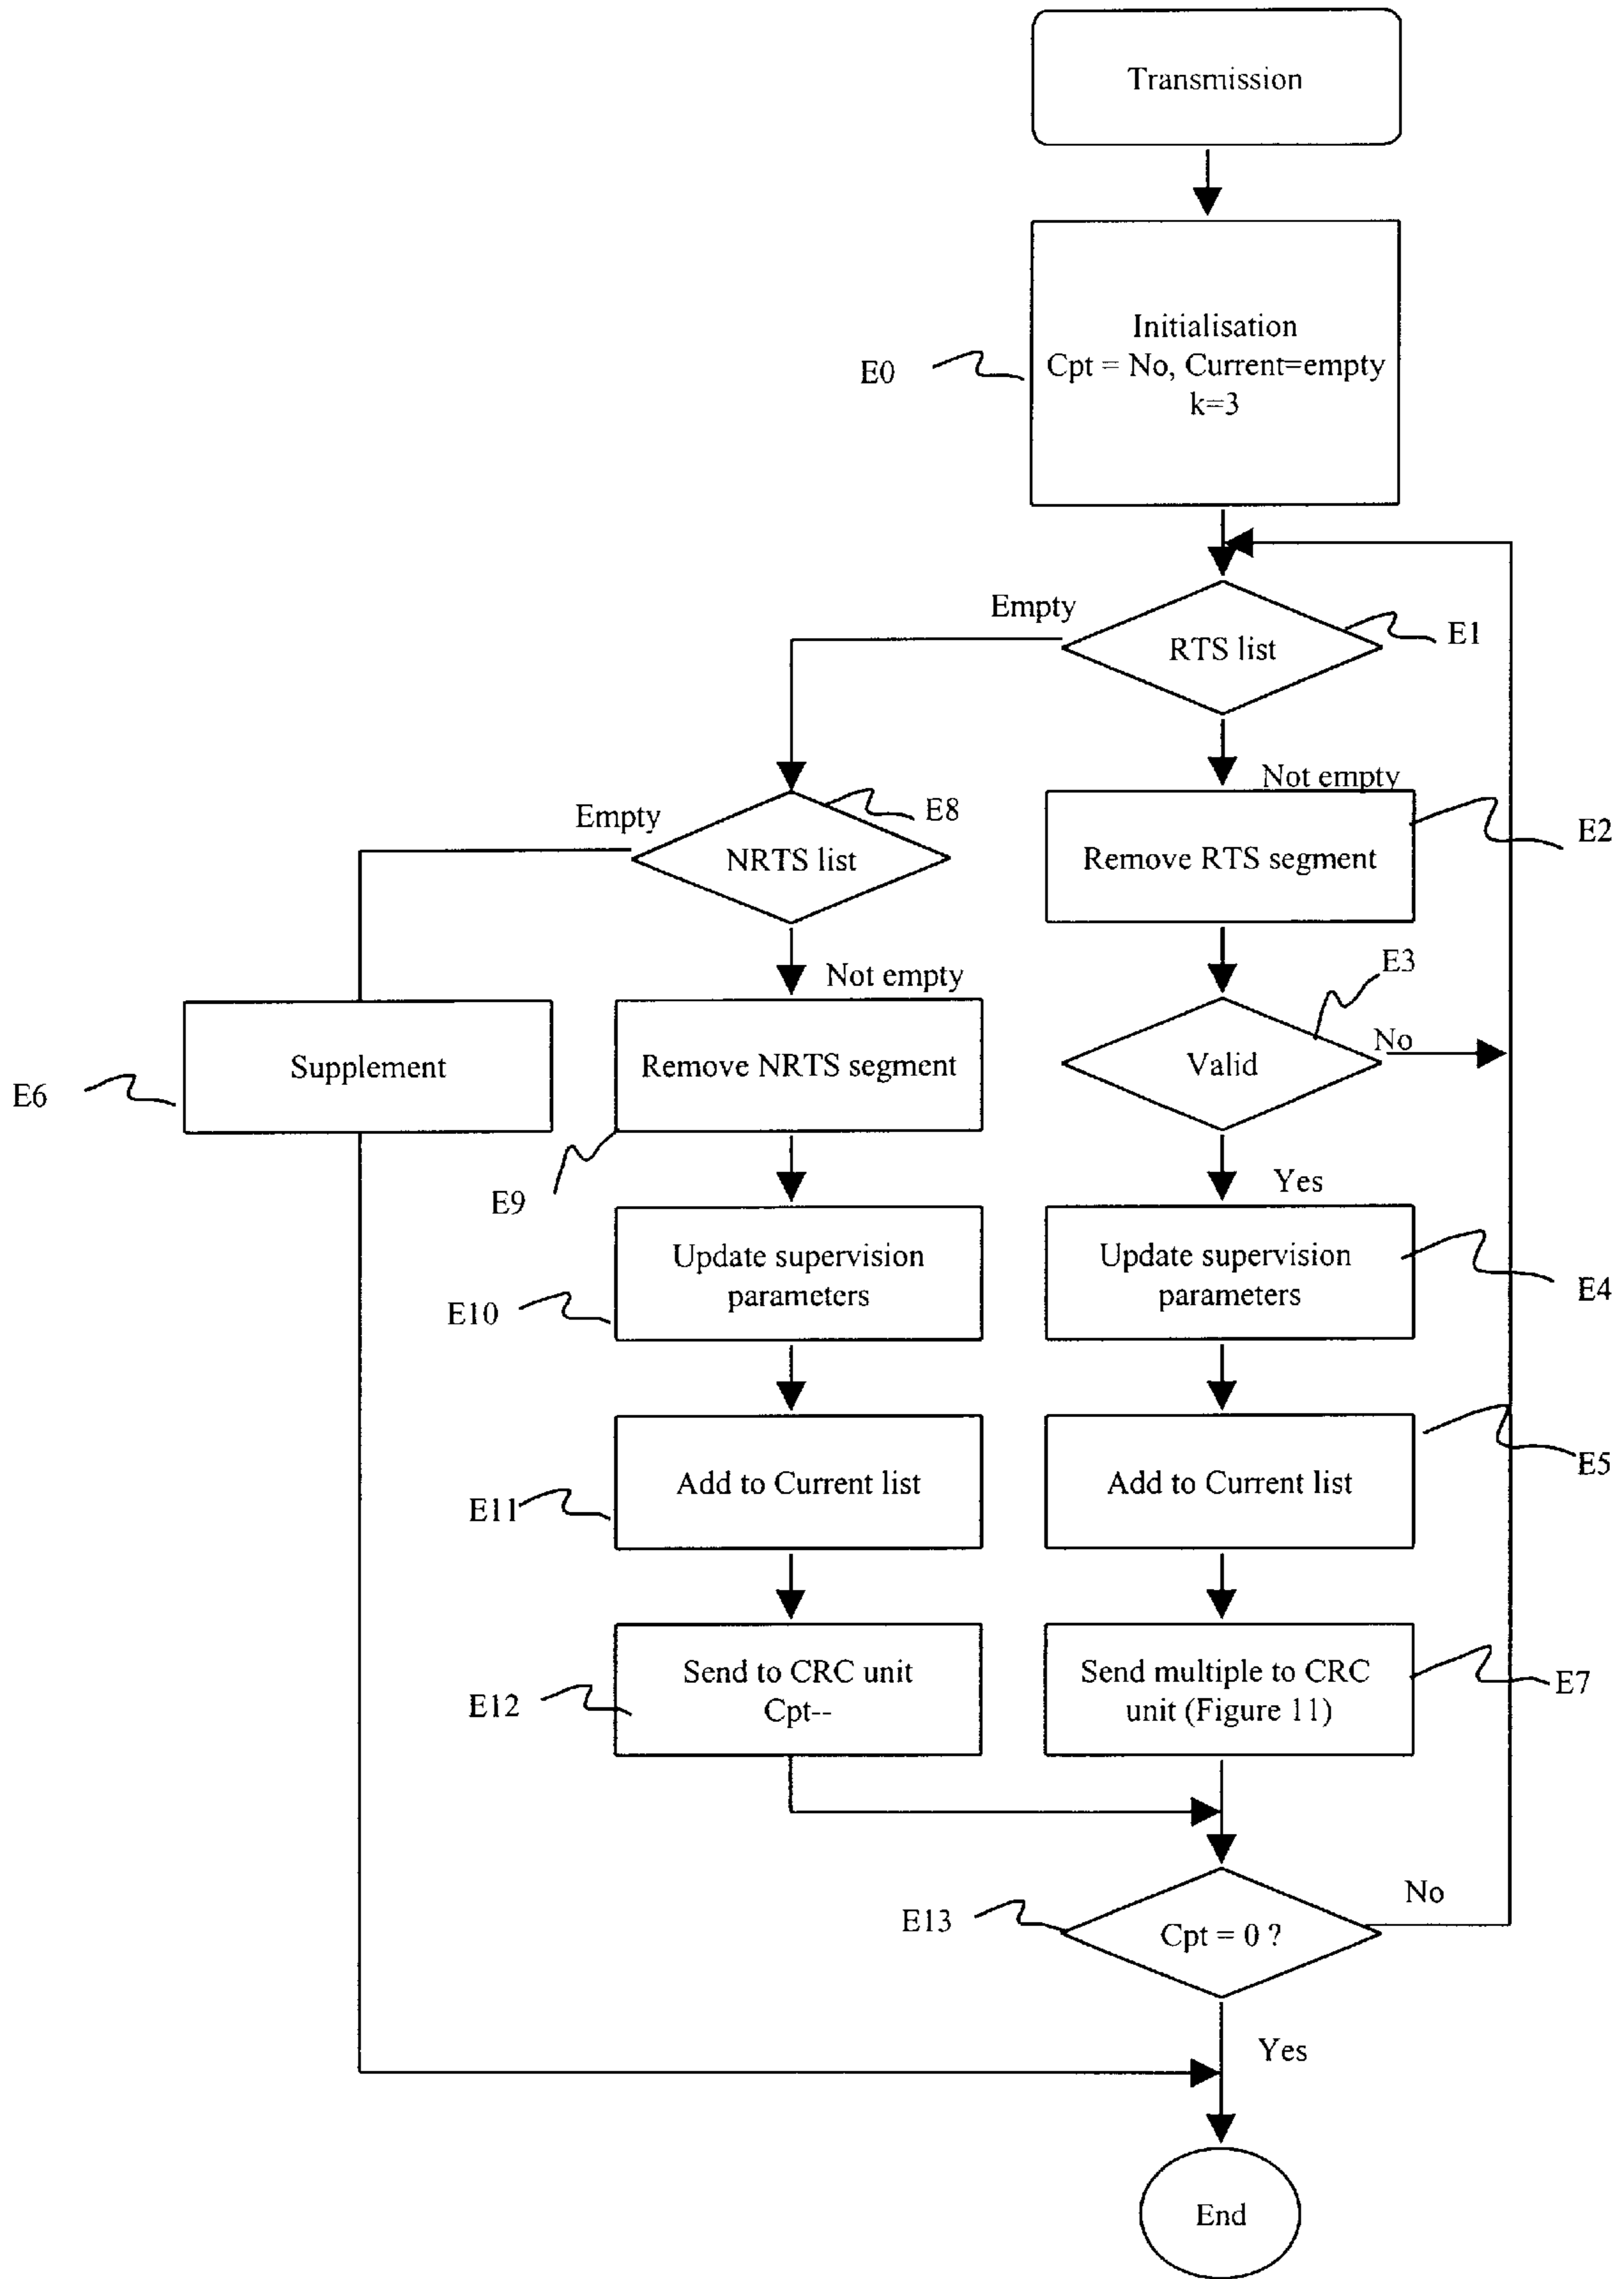 Transmission
Initialisation
Cpt = No, Current=empty
k=3
E0
Empty
RTS list
E1
Not empty
Empty
NRTS list
E8
Remove RTS segment
E2
Not empty
E3
Supplement
E6
Remove NRTS segment
E9
Valid
No
Yes
Update supervision
parameters
E10
Update supervision
parameters
E4
Add to Current list
E11
Add to Current list
E5
Send to CRC unit
Cpt--
E12
Send multiple to CRC
unit (Figure 11)
E7
E13
Cpt = 0 ?
No
Yes
End